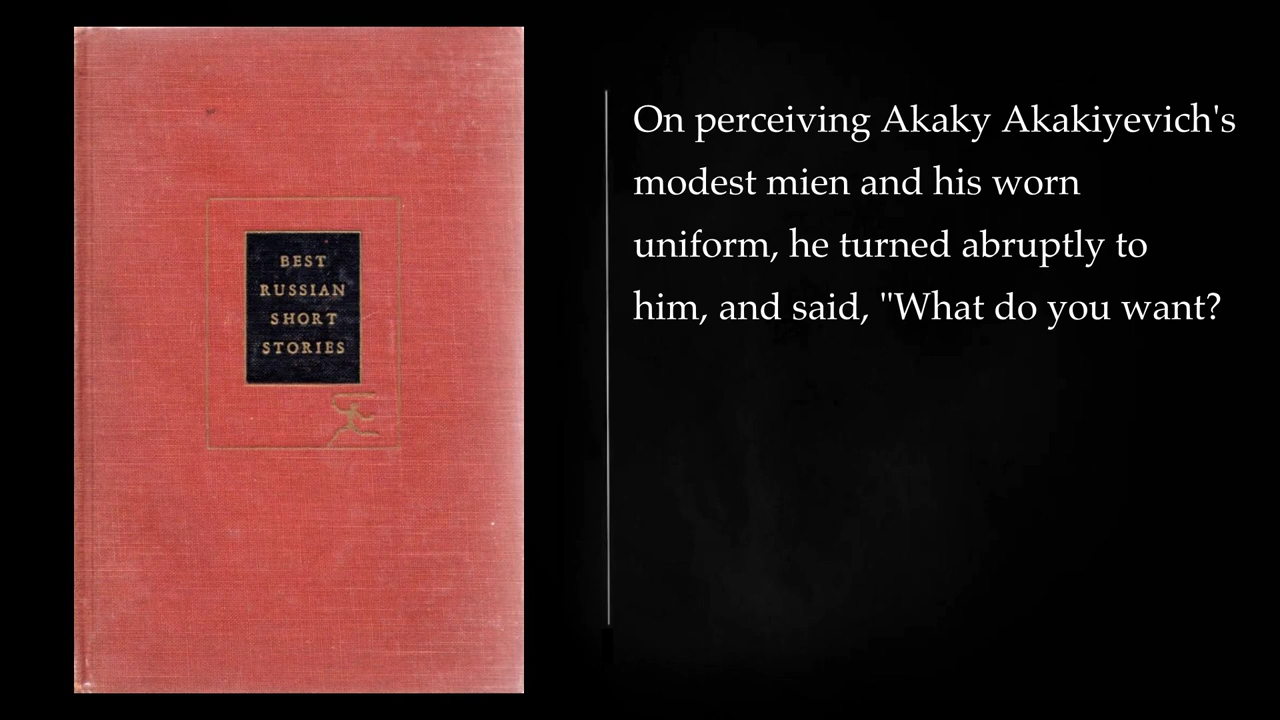 BEST
RUSSIAN
SHORT
STORIES
On perceiving Akaky Akakiyevich's
modest mien and his worn
uniform, he turned abruptly to
him, and said, "What do you want?